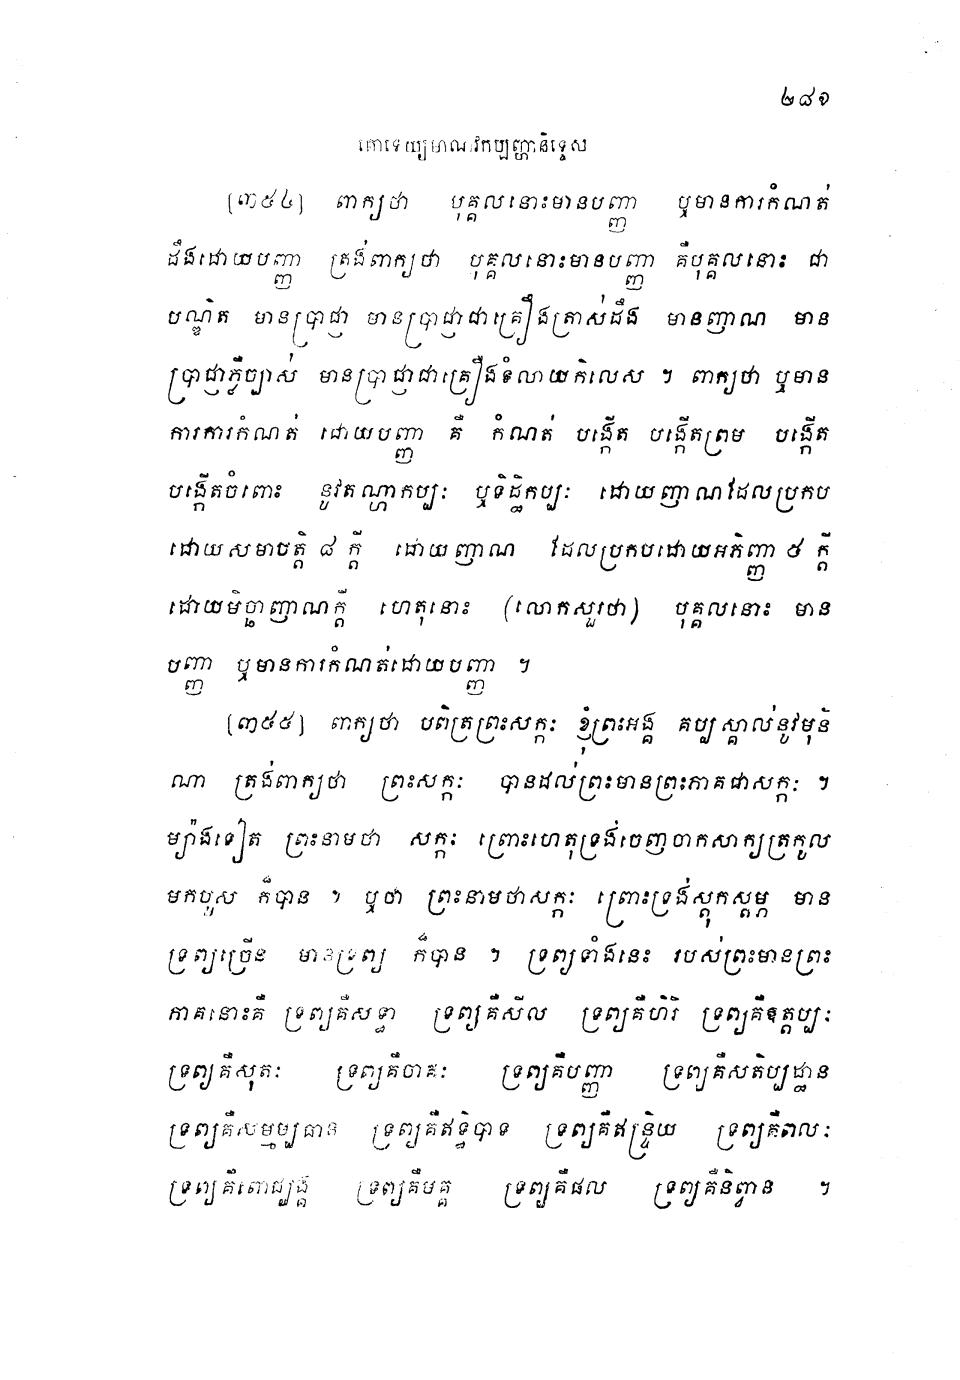 ២៨១
តោទេយ្យមាណវកប្បញ្ហានិទ្ទេស
[៣៥៤] ពាក្យថា បុគ្គលនោះមានបញ្ញា ឬមានការកំណត់
ដឹងដោយបញ្ញា ត្រង់ពាក្យថា បុគ្គលនោះមានបញ្ញា គឺបុគ្គលនោះ ជា
បណ្ឌិត មានប្រាជ្ញា មានប្រាជ្ញាជាគ្រឿងត្រាស់ដឹង មានញាណ មាន
ប្រាជ្ញាភ្លឺច្បាស់ មានប្រាជ្ញាជាគ្រឿងទំលាយកិលេស ។ ពាក្យថា ឬមាន
ការការកំណត់ ដោយបញ្ញា គឺ កំណត់ បង្កើត បង្កើតព្រម បង្កើត
បង្កើតចំពោះ នូវតណ្ហាកប្បៈ ឬទិដ្ឋិកប្បៈ ដោយញាណដែលប្រកប
ដោយសមាបត្តិ ៨ ក្តី ដោយញាណ ដែលប្រកបដោយអភិញ្ញា ៥ ក្តី
ដោយមិច្ឆាញាណក្តី ហេតុនោះ (លោកសួរថា) បុគ្គលនោះ មាន
បញ្ញា ឬមានការកំណត់ដោយបញ្ញា ។
[៣៥៥] ពាក្យថា បពិត្រព្រះសក្កៈ ខ្ញុំព្រះអង្គ គប្បីស្គាល់នូវមុនិ
ណា ត្រង់ពាក្យថា ព្រះសក្កៈ បានដល់ព្រះមានព្រះភាគជាសក្កៈ ។
ម្យ៉ាងទៀត ព្រះនាមថា សក្កៈ ព្រោះហេតុទ្រង់ចេញចាកសាក្យត្រកូល
មកបួស ក៏បាន ។ ឬថា ព្រះនាមថាសក្កៈ ព្រោះទ្រង់ស្តុកស្តម្ភ មាន
ទ្រព្យច្រើន មានទ្រព្យ ក៏បាន ។ ទ្រព្យទាំងនេះ របស់ព្រះមានព្រះ
ភាគនោះគឺ ទ្រព្យគឺសទ្ធា ទ្រព្យគឺសីល ទ្រព្យគឺហិរិ ទ្រព្យគឺឧត្តប្បៈ
ទ្រព្យគឺសុតៈ ទ្រព្យគឺចាគៈ ទ្រព្យគឺបញ្ញា ទ្រព្យគឺសតិប្បដ្ឋាន
ទ្រព្យគឺសម្មប្បធាន ទ្រព្យគឺឥទ្ធិបាទ ទ្រព្យគឺឥន្ទ្រិយ ទ្រព្យគឺពលៈ
ទ្រព្យគឺពោជ្ឈង្គ ទ្រព្យគឺមគ្គ ទ្រព្យគឺផល ទ្រព្យគឺនិព្វាន ។